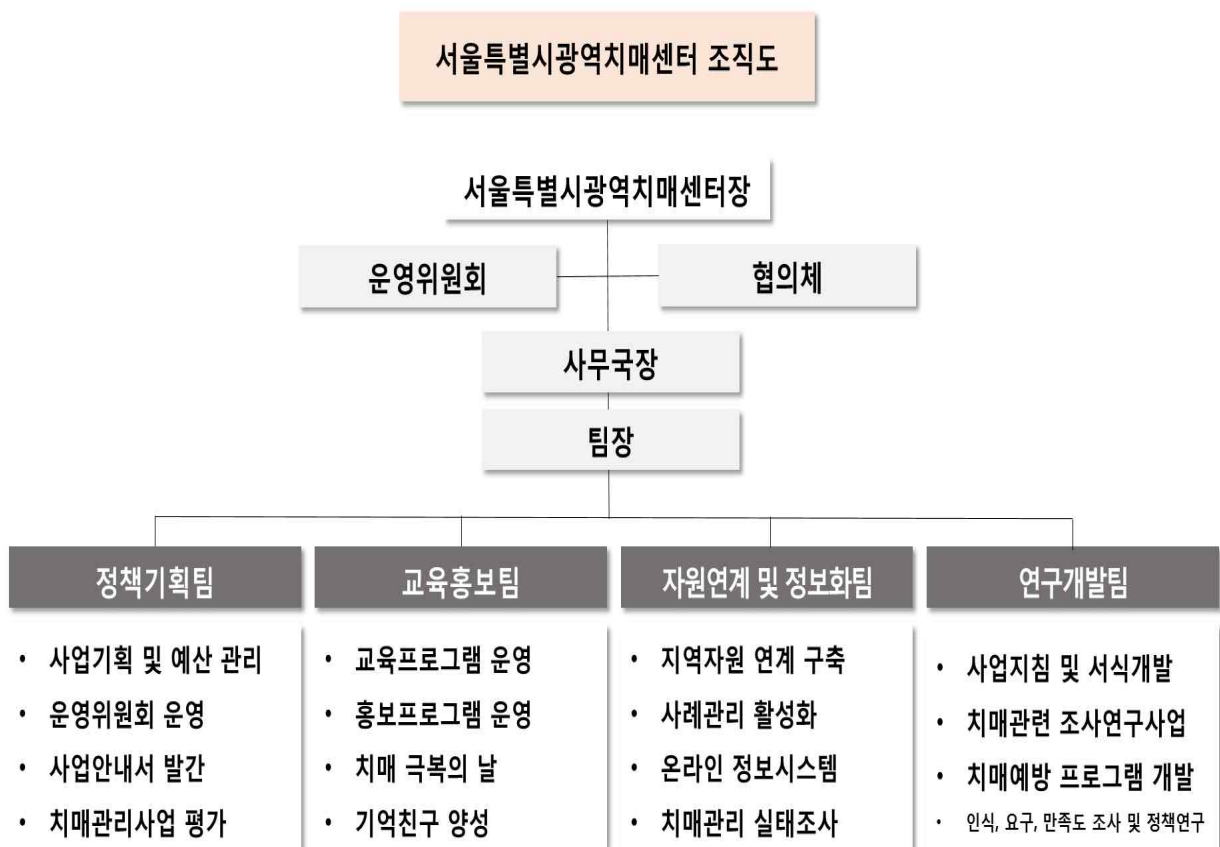 서울특별시광역치매센터 조직도
서울특별시광역치매센터장
운영위원회
협의체
사무국장
팀장
정책기획팀
• 사업기획 및 예산 관리
• 운영위원회 운영
• 사업안내서 발간
• 치매관리사업 평가
교육홍보팀
• 교육프로그램 운영
• 홍보프로그램 운영
• 치매 극복의 날
• 기억친구 양성
자원연계 및 정보화팀
• 지역자원 연계 구축
• 사례관리 활성화
• 온라인 정보시스템
• 치매관리 실태조사
연구개발팀
• 사업지침 및 서식개발
• 치매관련 조사연구사업
• 치매예방 프로그램 개발
• 인식, 요구, 만족도 조사 및 정책연구